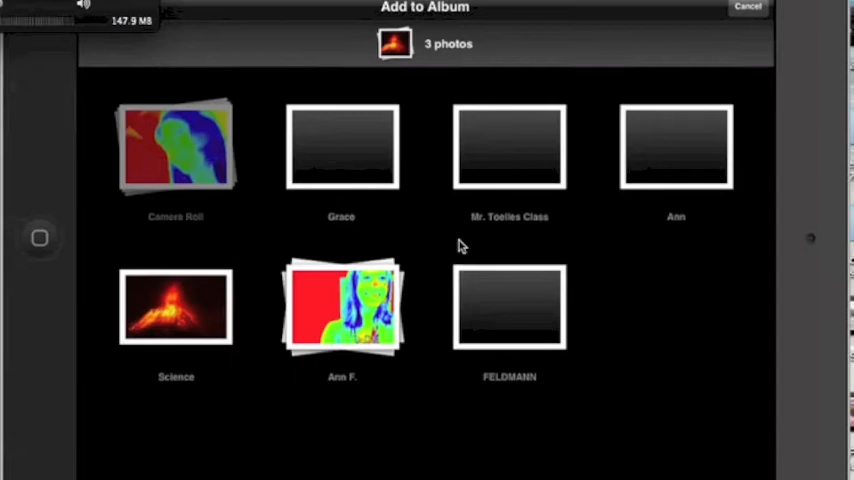 147.9 MB
Add to Album
Cancel
3 photos
Camera Roll
Grace
Mr. Toelles Class
Ann
Science
Ann F.
FELDMANN